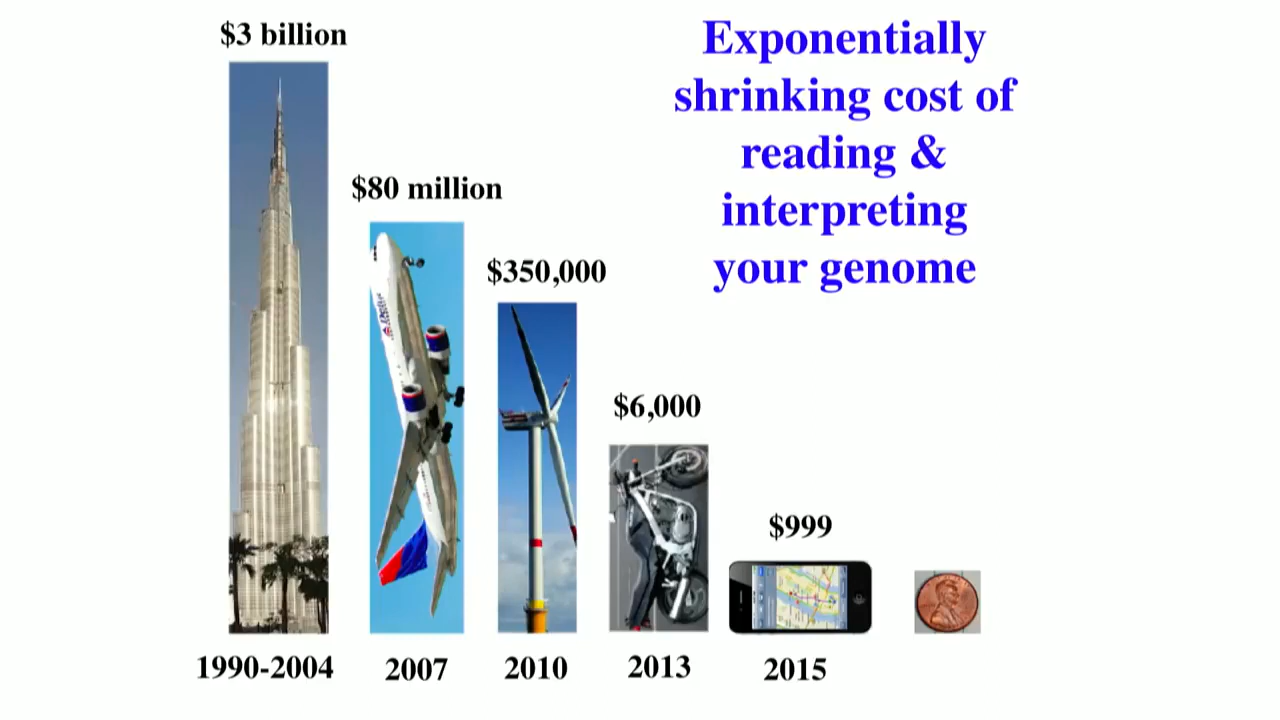 $3 billion
Exponentially
shrinking cost of
reading &
interpreting
your genome
$80 million
$350,000
$6,000
$999
1990-2004
2007
2010
2013
2015